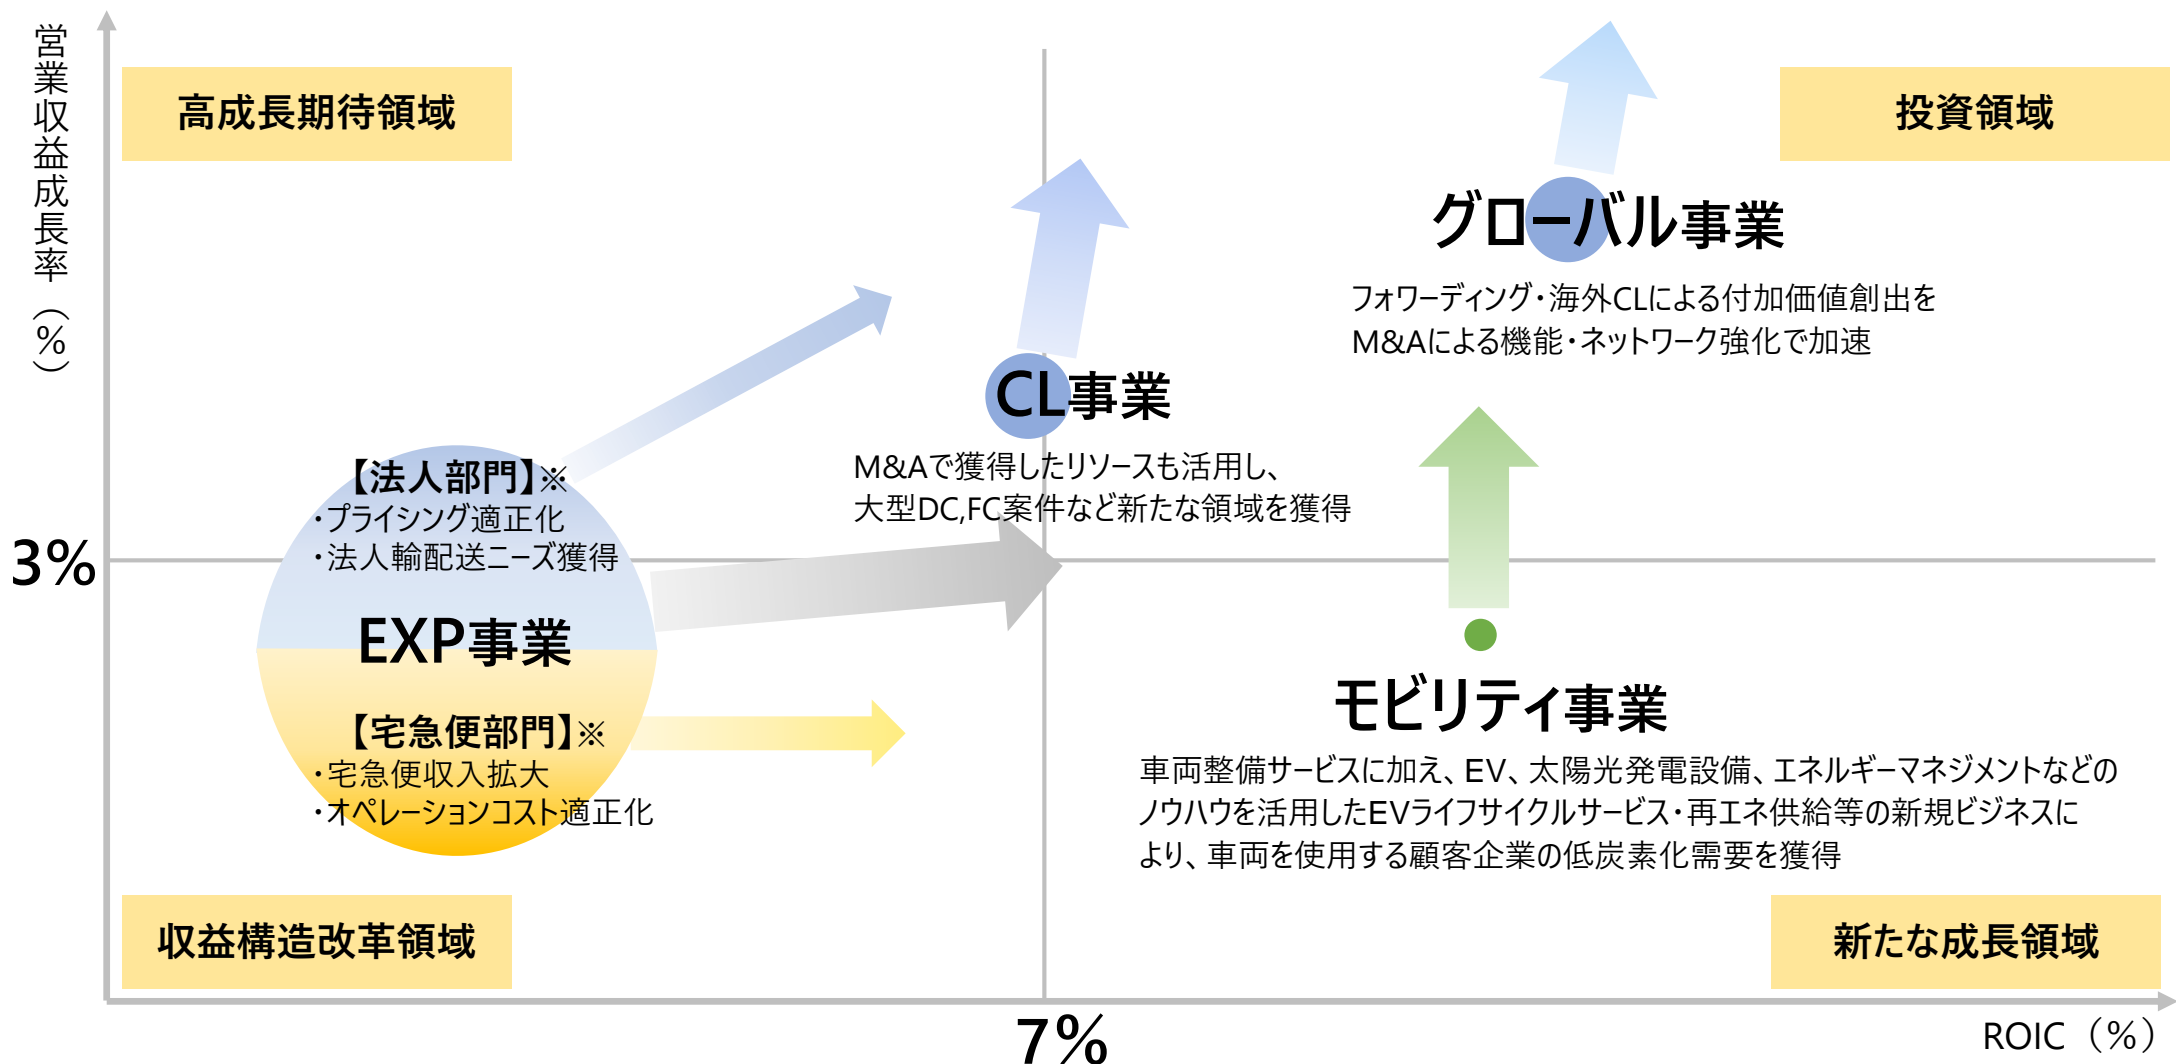 営業収益成長率（%）
高成長期待領域
投資領域
グローバル事業
フォワーディング・海外CLによる付加価値創出を
M&Aによる機能・ネットワーク強化で加速
CL事業
M&Aで獲得したリソースも活用し、
大型DC,FC案件など新たな領域を獲得
【法人部門】※
・プライシング適正化
・法人輸配送ニーズ獲得
3%
EXP事業
【宅急便部門】※
・宅急便収入拡大
・オペレーションコスト適正化
モビリティ事業
車両整備サービスに加え、EV、太陽光発電設備、エネルギーマネジメントなどの
ノウハウを活用したEVライフサイクルサービス・再エネ供給等の新規ビジネスに
より、車両を使用する顧客企業の低炭素化需要を獲得
収益構造改革領域
新たな成長領域
7%
ROIC（%）